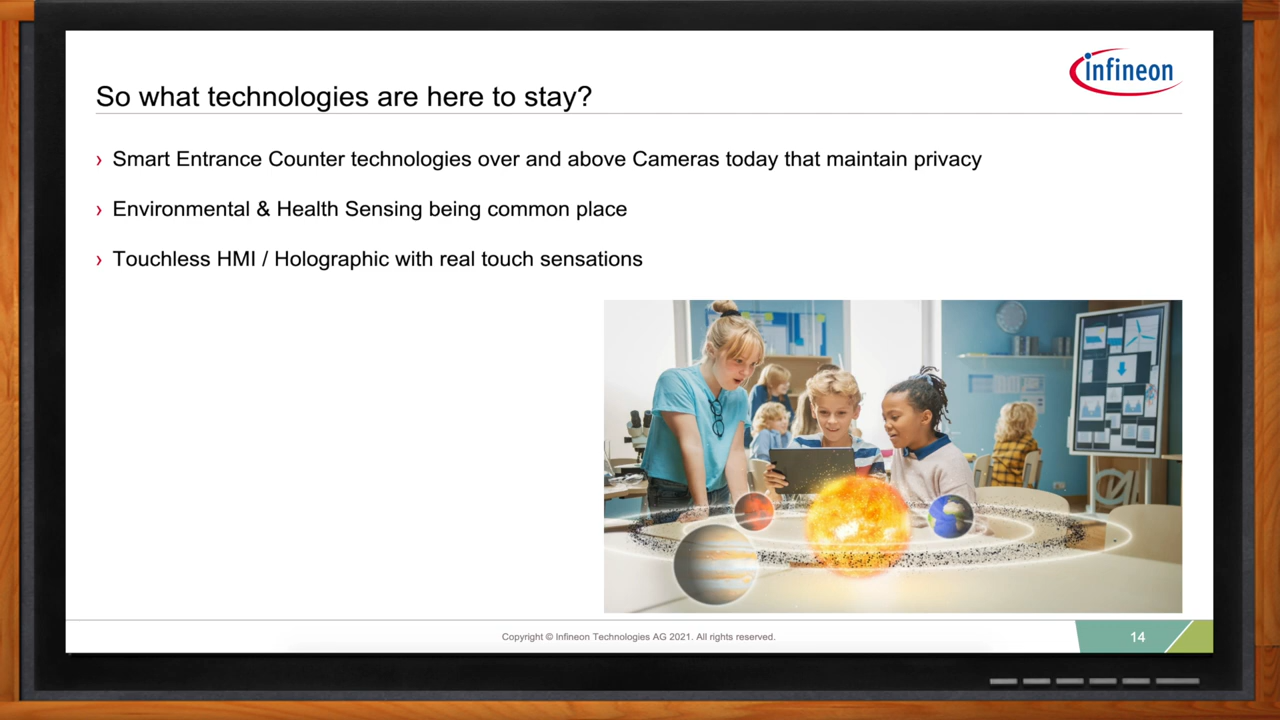 infineon
So what technologies are here to stay?
› Smart Entrance Counter technologies over and above Cameras today that maintain privacy
› Environmental & Health Sensing being common place
› Touchless HMI / Holographic with real touch sensations
Copyright © Infineon Technologies AG 2021. All rights reserved.
14